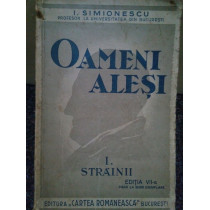 I. SIMIONESCU
PROFESOR LA UNIVERSITATEA DIN BUCUREȘTI
OAMENI
ALEȘI
I.
STRĂINII
EDIȚIA VI-a
EDITURA „CARTEA ROMÂNEASCĂ” BUCUREȘTI